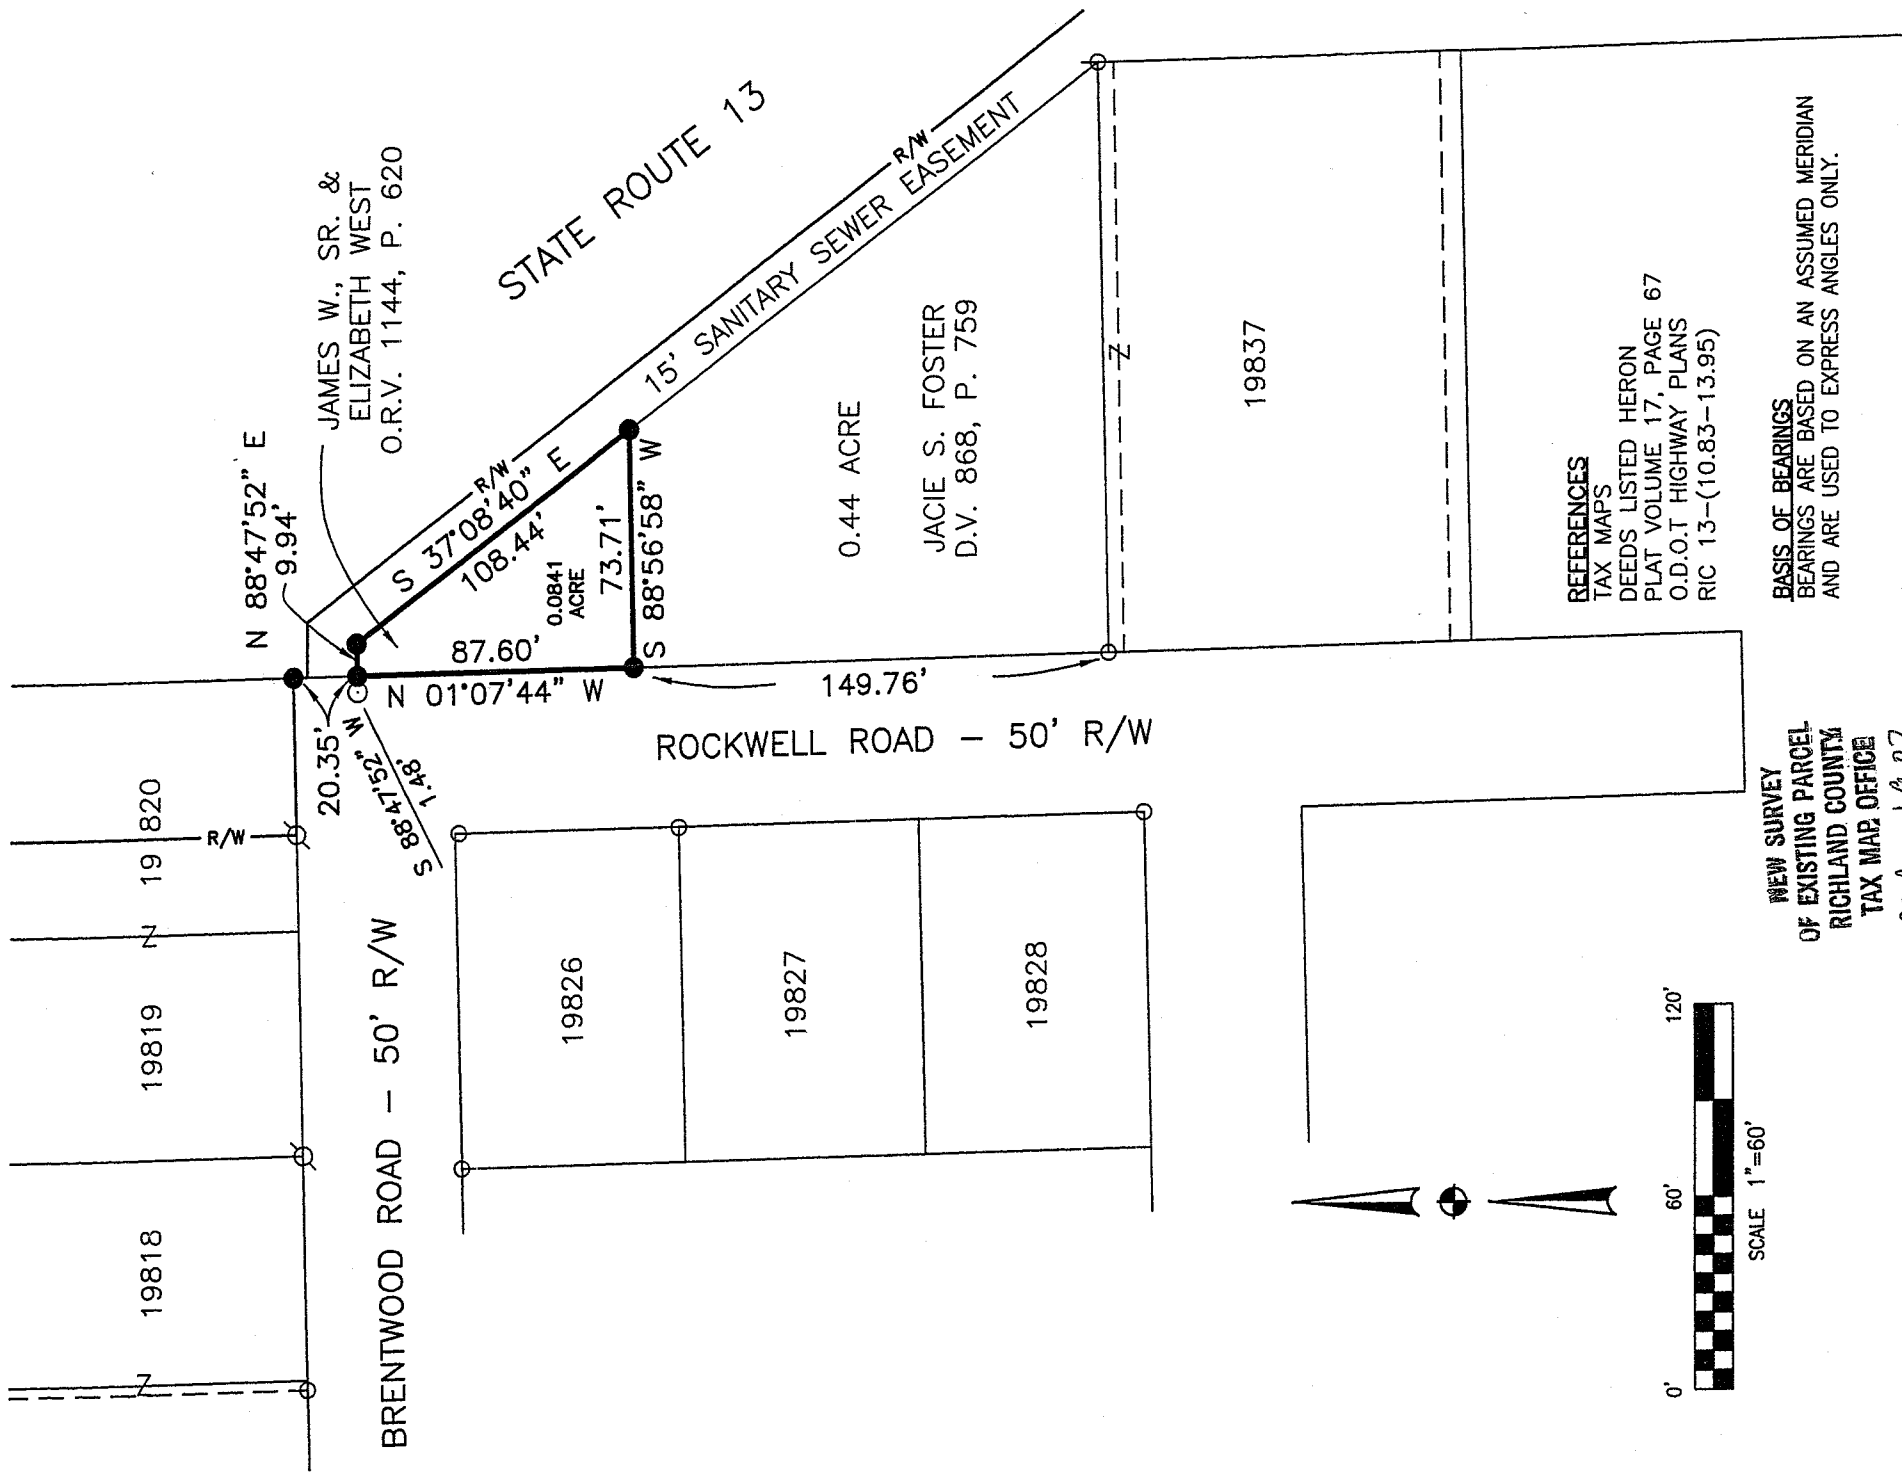 N 88°47'52" E
9.94'
JAMES W., SR. &
ELIZABETH WEST
O.R.V. 1144, P. 620
STATE ROUTE 13
R/W
R/W
15' SANITARY SEWER EASEMENT
S 37°08'40" E
108.44'
0.0841
ACRE
73.71'
S 88°56'58" W
87.60'
N 01°07'44" W
20.35'
S 88°47'52" W
1.48'
149.76'
0.44 ACRE
JACIE S. FOSTER
D.V. 868, P. 759
Z
19837
ROCKWELL ROAD - 50' R/W
19820
R/W
Z
19819
19818
Z
BRENTWOOD ROAD - 50' R/W
19826
19827
19828
REFERENCES
TAX MAPS
DEEDS LISTED HERON
PLAT VOLUME 17, PAGE 67
O.D.O.T HIGHWAY PLANS
RIC 13-(10.83-13.95)
BASIS OF BEARINGS
BEARINGS ARE BASED ON AN ASSUMED MERIDIAN
AND ARE USED TO EXPRESS ANGLES ONLY.
NEW SURVEY
OF EXISTING PARCEL
RICHLAND COUNTY
TAX MAP OFFICE
0' 60' 120'
SCALE 1"=60'